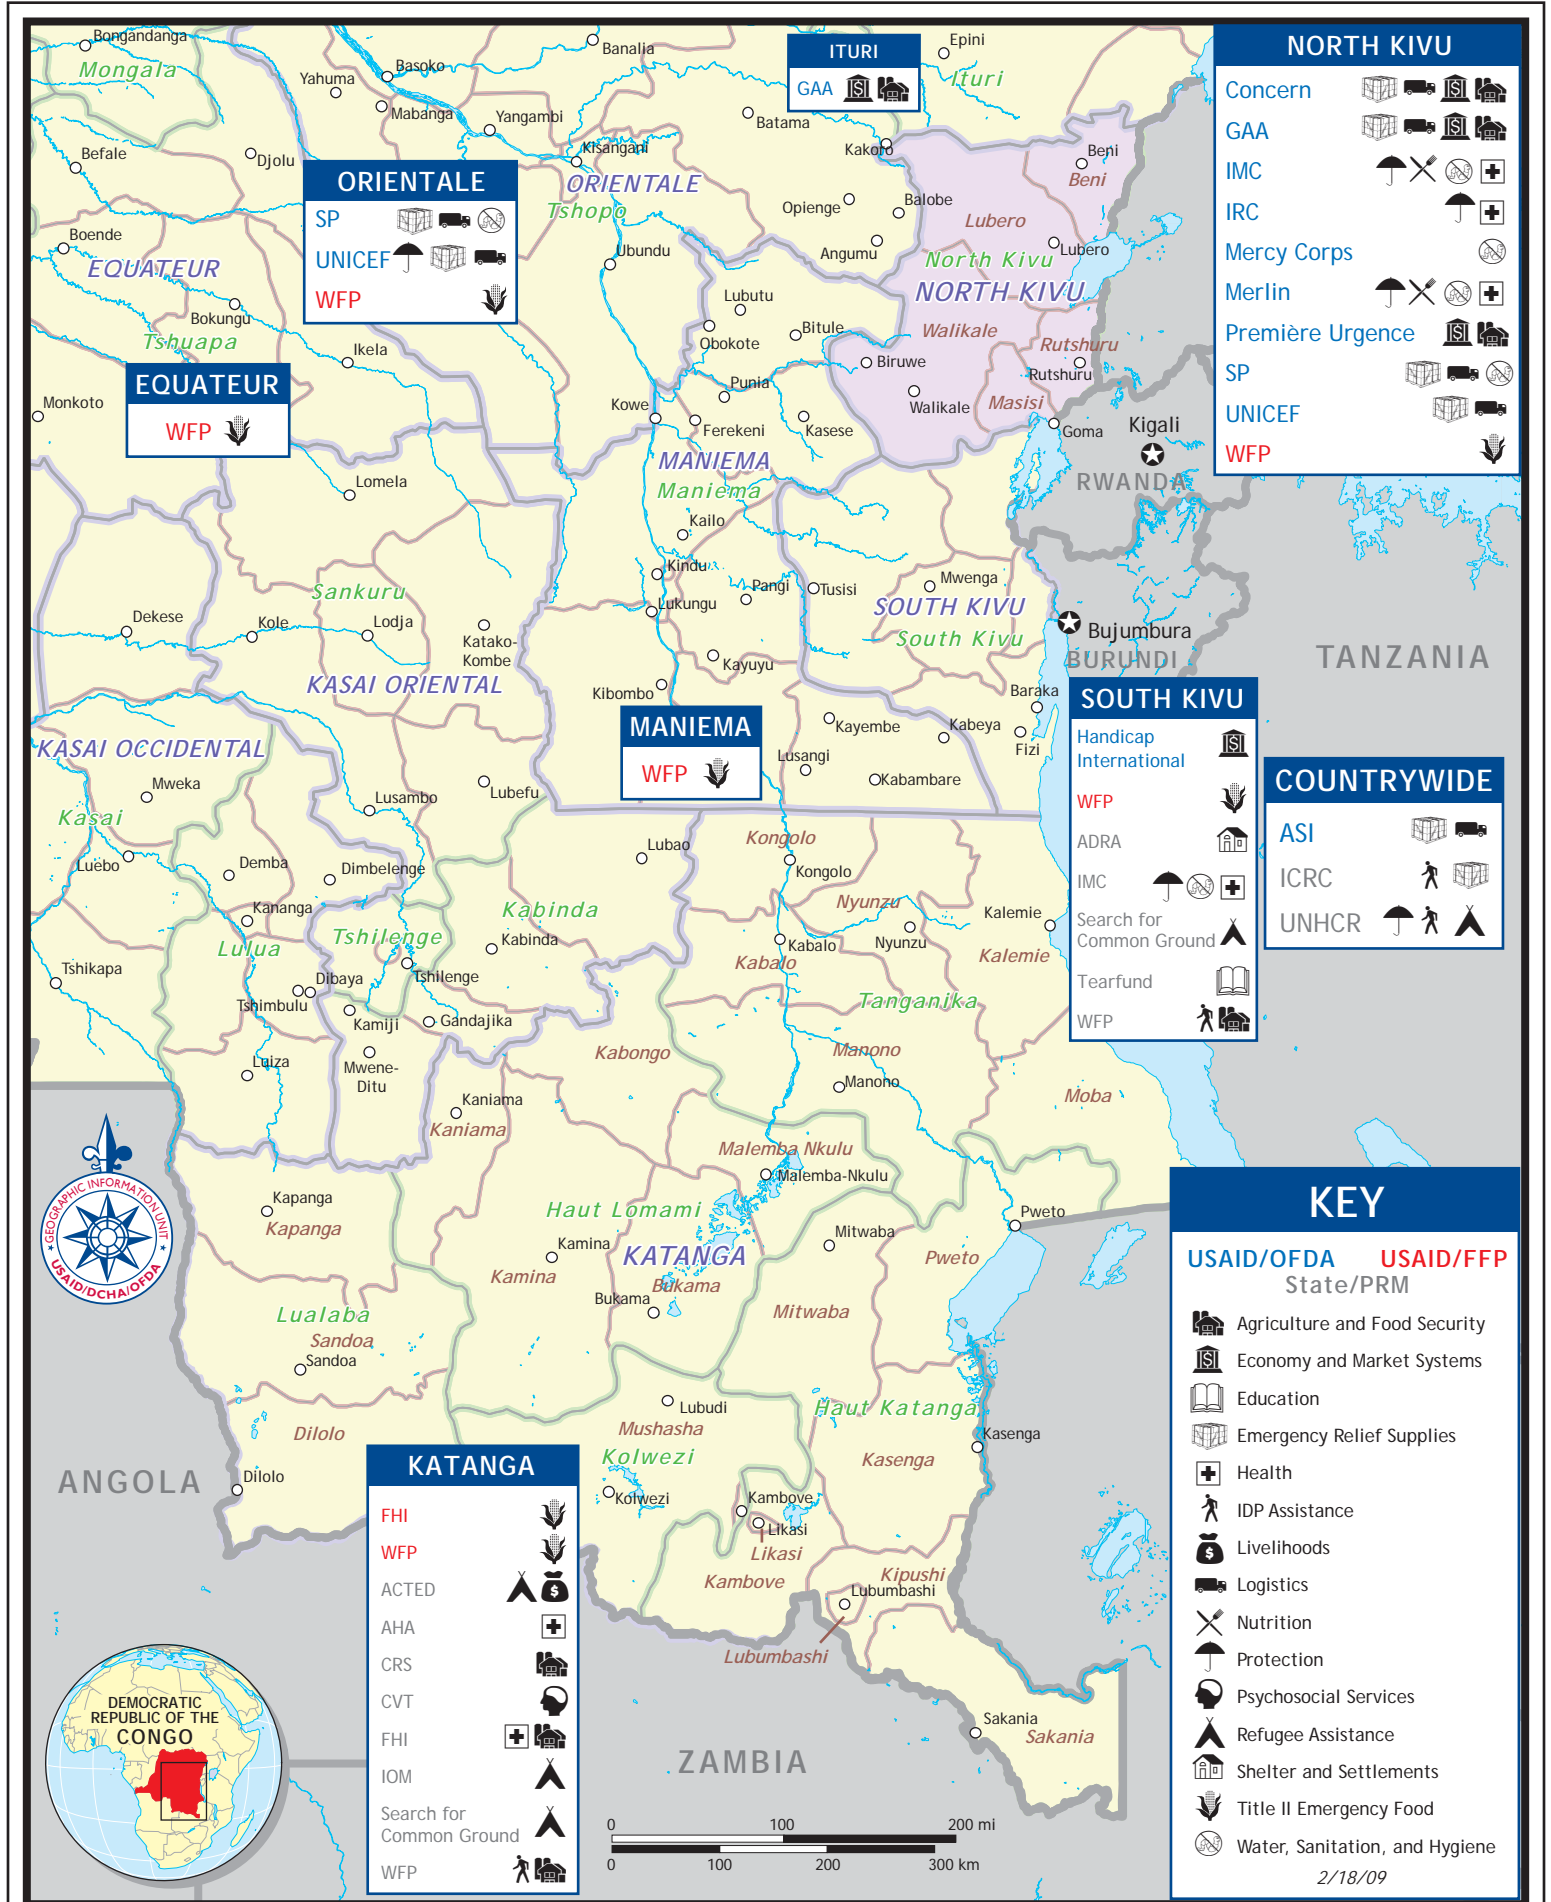 Bongandanga
Mongala
Yahuma
Basoko
Banalia
Mabanga
Yangambi
Befale
Djolu
Kisangani
Batama
Epini
Ituri
Kakoro
Beni
Beni
ITURI
GAA
NORTH KIVU
Concern
GAA
IMC
IRC
Mercy Corps
Merlin
Première Urgence
SP
UNICEF
WFP
ORIENTALE
SP
UNICEF
WFP
ORIENTALE
Tshopo
Opienge
Balobe
Angumu
Lubero
Lubero
North Kivu
NORTH KIVU
Boende
EQUATEUR
Bokungu
Tshuapa
Ikela
Ubundu
Lubutu
Obokote
Bitule
Walikale
Rutshuru
Rutshuru
Biruwe
Walikale
Masisi
Goma
Kigali
RWANDA
EQUATEUR
WFP
Monkoto
Kowe
Punia
Ferekeni
Kasese
MANIEMA
Maniema
Lomela
Kailo
Kindu
Pangi
Lukungu
Tusisi
Mwenga
SOUTH KIVU
South Kivu
Bujumbura
BURUNDI
TANZANIA
Sankuru
Dekese
Kole
Lodja
Katako-
Kombe
KASAI ORIENTAL
Kayuyu
Kibombo
MANIEMA
WFP
Kayembe
Kabeya
Baraka
Fizi
Lusangi
Kabambare
SOUTH KIVU
Handicap
International
WFP
ADRA
IMC
Search for
Common Ground
Tearfund
WFP
COUNTRYWIDE
ASI
ICRC
UNHCR
KASAI OCCIDENTAL
Mweka
Kasai
Lusambo
Lubefu
Luebo
Demba
Dimbelenge
Lubao
Kongolo
Kongolo
Kananga
Kabinda
Nyunzu
Nyunzu
Kalemie
Kalemie
Lulua
Tshilenge
Kabinda
Kabalo
Kabalo
Tshikapa
Dibaya
Tshilenge
Tshimbulu
Kamiji
Gandajika
Tanganika
Luiza
Mwene-
Ditu
Kabongo
Manono
Manono
Moba
Kaniama
Kaniama
Malemba Nkulu
Malemba-Nkulu
GEOGRAPHIC INFORMATION UNIT
USAID/DCHA/OFDA
Kapanga
Kapanga
Haut Lomami
Kamina
Kamina
KATANGA
Bukama
Bukama
Mitwaba
Mitwaba
Pweto
Pweto
Lualaba
Sandoa
Sandoa
Lubudi
Mushasha
Kolwezi
Kolwezi
Haut Katanga
Kasenga
Kasenga
Dilolo
Dilolo
ANGOLA
Kambove
Likasi
Likasi
Kambove
Kipushi
Lubumbashi
Lubumbashi
Sakania
Sakania
ZAMBIA
KATANGA
FHI
WFP
ACTED
AHA
CRS
CVT
FHI
IOM
Search for
Common Ground
WFP
DEMOCRATIC
REPUBLIC OF THE
CONGO
0 100 200 mi
0 100 200 300 km
KEY
USAID/OFDA USAID/FFP
State/PRM
Agriculture and Food Security
Economy and Market Systems
Education
Emergency Relief Supplies
Health
IDP Assistance
Livelihoods
Logistics
Nutrition
Protection
Psychosocial Services
Refugee Assistance
Shelter and Settlements
Title II Emergency Food
Water, Sanitation, and Hygiene
2/18/09